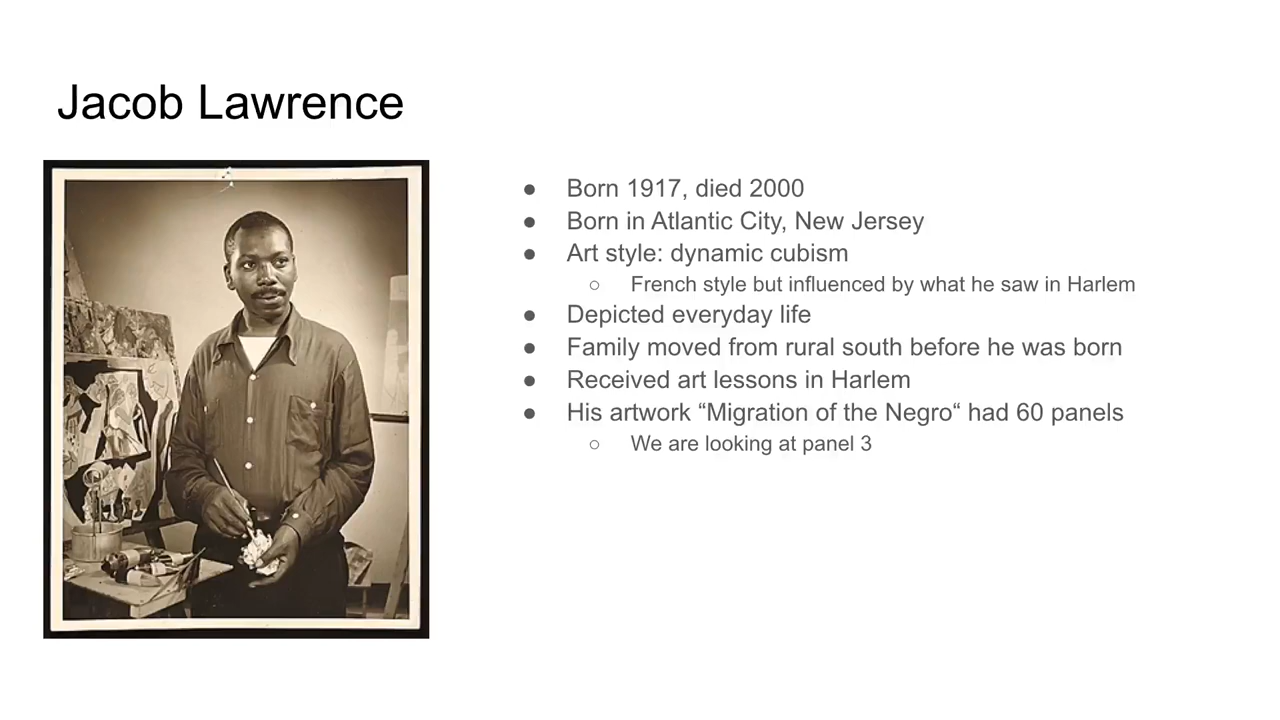 Jacob Lawrence
● Born 1917, died 2000
● Born in Atlantic City, New Jersey
● Art style: dynamic cubism
○ French style but influenced by what he saw in Harlem
● Depicted everyday life
● Family moved from rural south before he was born
● Received art lessons in Harlem
● His artwork “Migration of the Negro“ had 60 panels
○ We are looking at panel 3